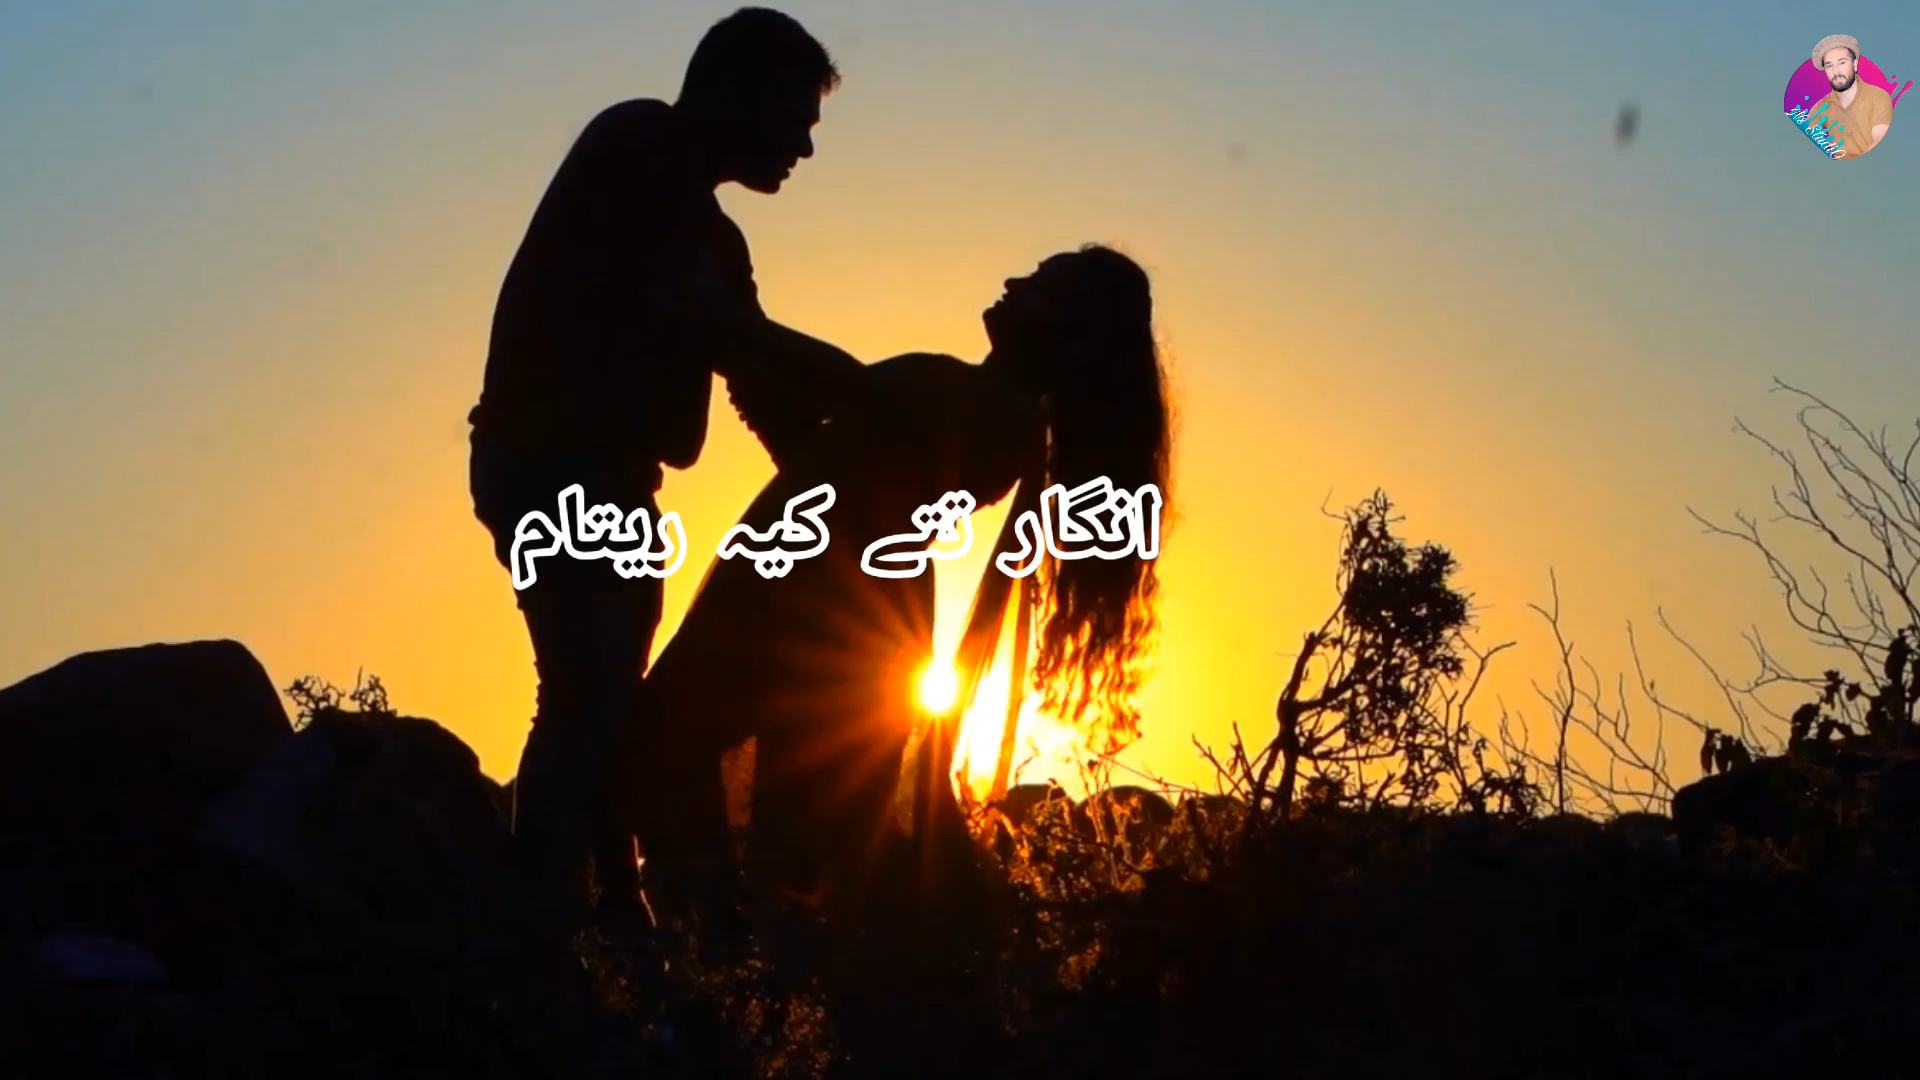 انگار تتے کیہ ریتام